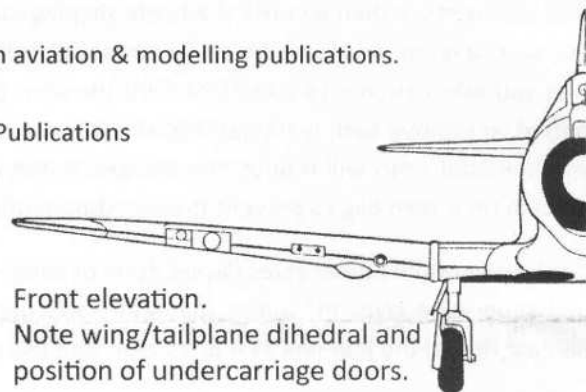 n aviation & modelling publications.
Publications
Front elevation.
Note wing/tailplane dihedral and
position of undercarriage doors.